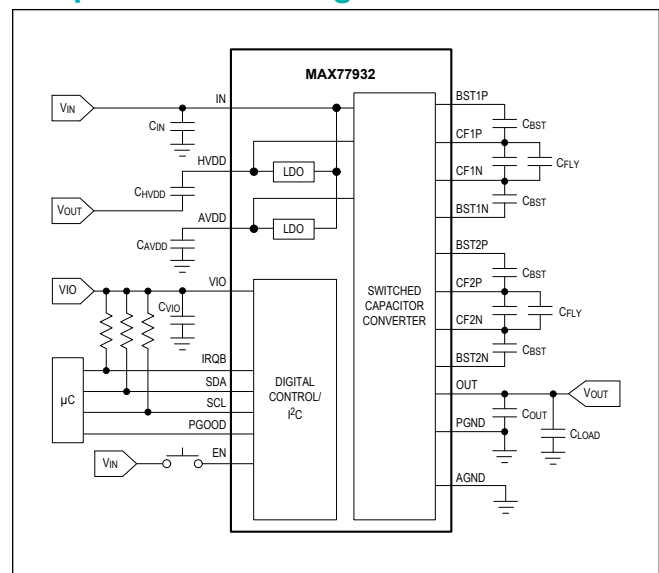 MAX77932
VIN
CIN
IN
HVDD
LDO
CHVDD
VOUT
AVDD
LDO
CAVDD
VIO
VIO
CVIO
IRQB
SDA
SCL
PGOOD
µC
VIN
EN
DIGITAL
CONTROL/
I²C
SWITCHED
CAPACITOR
CONVERTER
BST1P
CBST
CF1P
CFLY
CF1N
CBST
BST1N
BST2P
CBST
CF2P
CFLY
CF2N
CBST
BST2N
OUT
VOUT
COUT
CLOAD
PGND
AGND